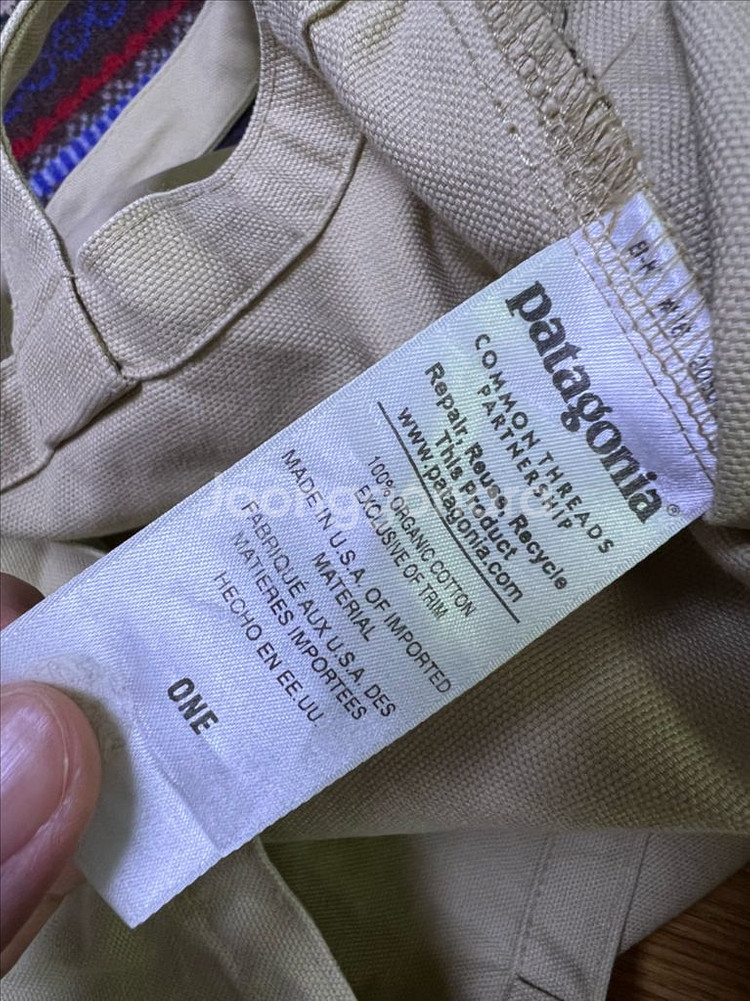 patagonia®
COMMON THREADS
PARTNERSHIP
Repair, Reuse, Recycle
This Product
www.patagonia.com
100% ORGANIC COTTON
EXCLUSIVE OF TRIM
MADE IN U.S.A. OF IMPORTED
MATERIAL
FABRIQUÉ AUX U.S.A. DES
MATIERES IMPORTEES
HECHO EN EE.UU
ONE